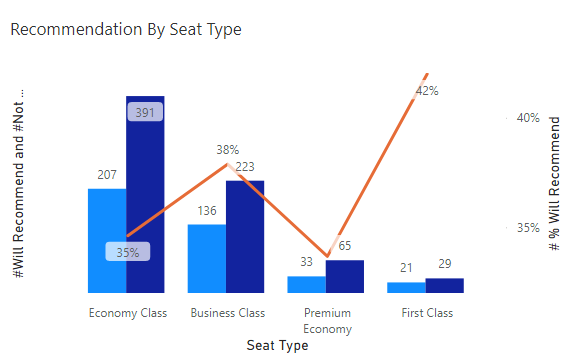 Recommendation By Seat Type
#Will Recommend and #Not ...
391
207
35%
38%
223
136
33
65
42%
21
29
40%
35%
# % Will Recommend
Economy Class
Business Class
Premium
Economy
First Class
Seat Type